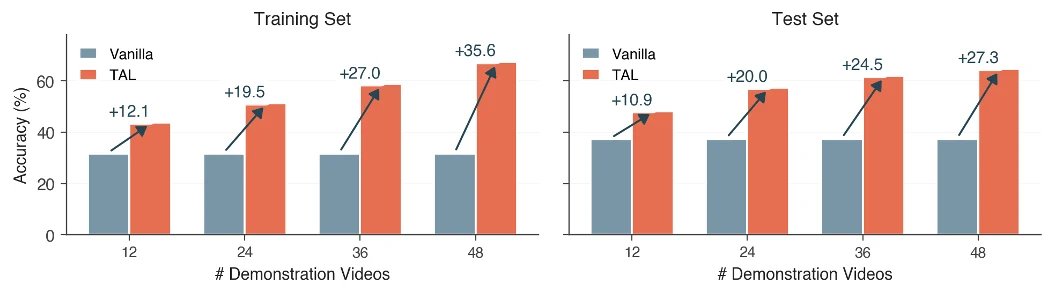 Training Set
Accuracy (%)
60
40
20
0
Vanilla
TAL
+12.1
+19.5
+27.0
+35.6
12
24
36
48
# Demonstration Videos
Test Set
Vanilla
TAL
+10.9
+20.0
+24.5
+27.3
12
24
36
48
# Demonstration Videos